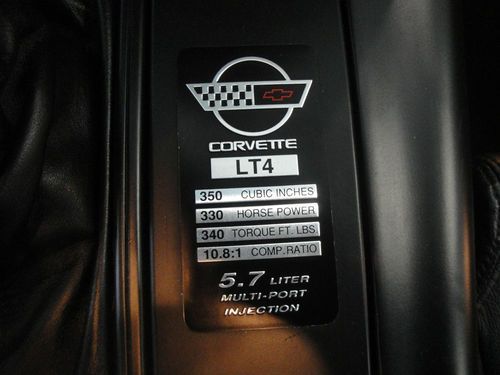 CORVETTE
LT4
350 CUBIC INCHES
330 HORSE POWER
340 TORQUE FT. LBS
10.8:1 COMP. RATIO
5.7 LITER
MULTI-PORT
INJECTION